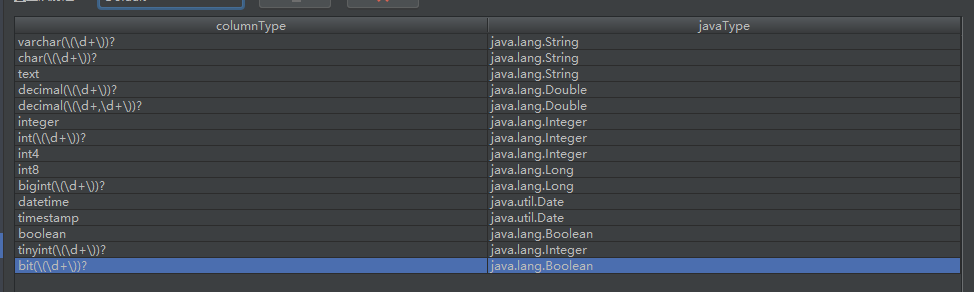 columnType javaType
varchar(\(\d+\))? java.lang.String
char(\(\d+\))? java.lang.String
text java.lang.String
decimal(\(\d+\))? java.lang.Double
decimal(\(\d+,\d+\))? java.lang.Double
integer java.lang.Integer
int(\(\d+\))? java.lang.Integer
int4 java.lang.Integer
int8 java.lang.Long
bigint(\(\d+\))? java.lang.Long
datetime java.util.Date
timestamp java.util.Date
boolean java.lang.Boolean
tinyint(\(\d+\))? java.lang.Integer
bit(\(\d+\))? java.lang.Boolean